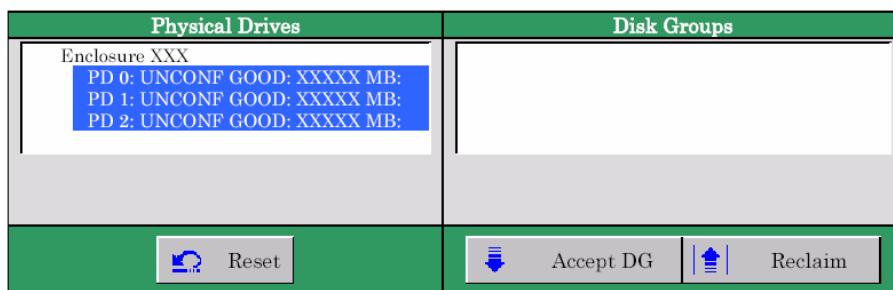 Physical Drives
Disk Groups
Enclosure XXX
PD 0: UNCONF GOOD: XXXXX MB:
PD 1: UNCONF GOOD: XXXXX MB:
PD 2: UNCONF GOOD: XXXXX MB:
Reset
Accept DG
Reclaim